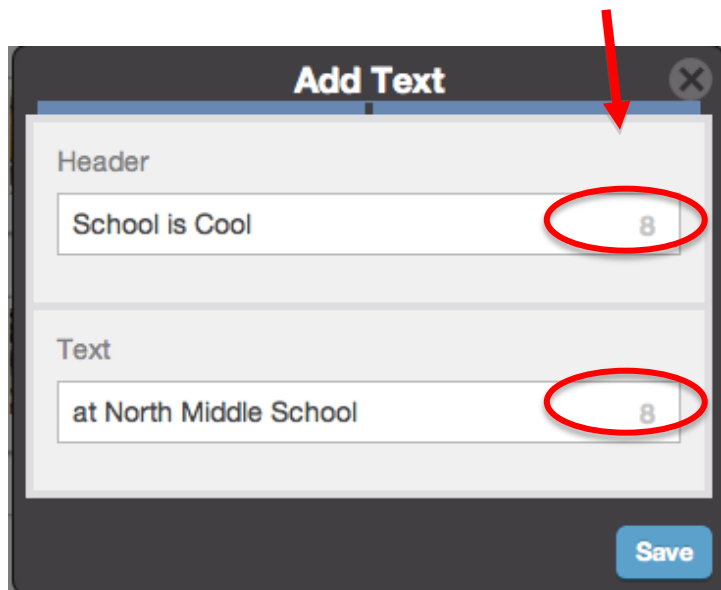 Add Text
Header
School is Cool 8
Text
at North Middle School 8
Save